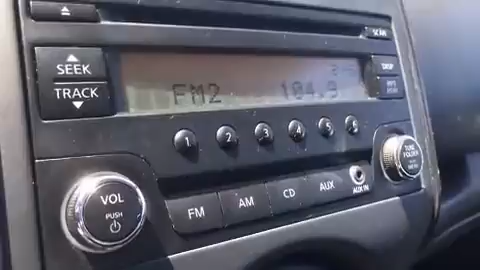 SCAN
SEEK
TRACK
DISP
FM2 104.9
1 2 3 4 5 6
VOL
PUSH
FM AM CD AUX
AUX IN
TUNE
FOLDER